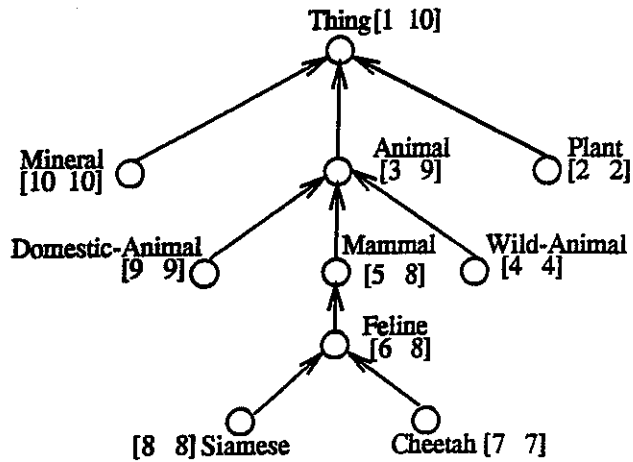 Thing[1 10]
Mineral
[10 10]
Animal
[3 9]
Plant
[2 2]
Domestic-Animal
[9 9]
Mammal
[5 8]
Wild-Animal
[4 4]
Feline
[6 8]
[8 8] Siamese
Cheetah [7 7]